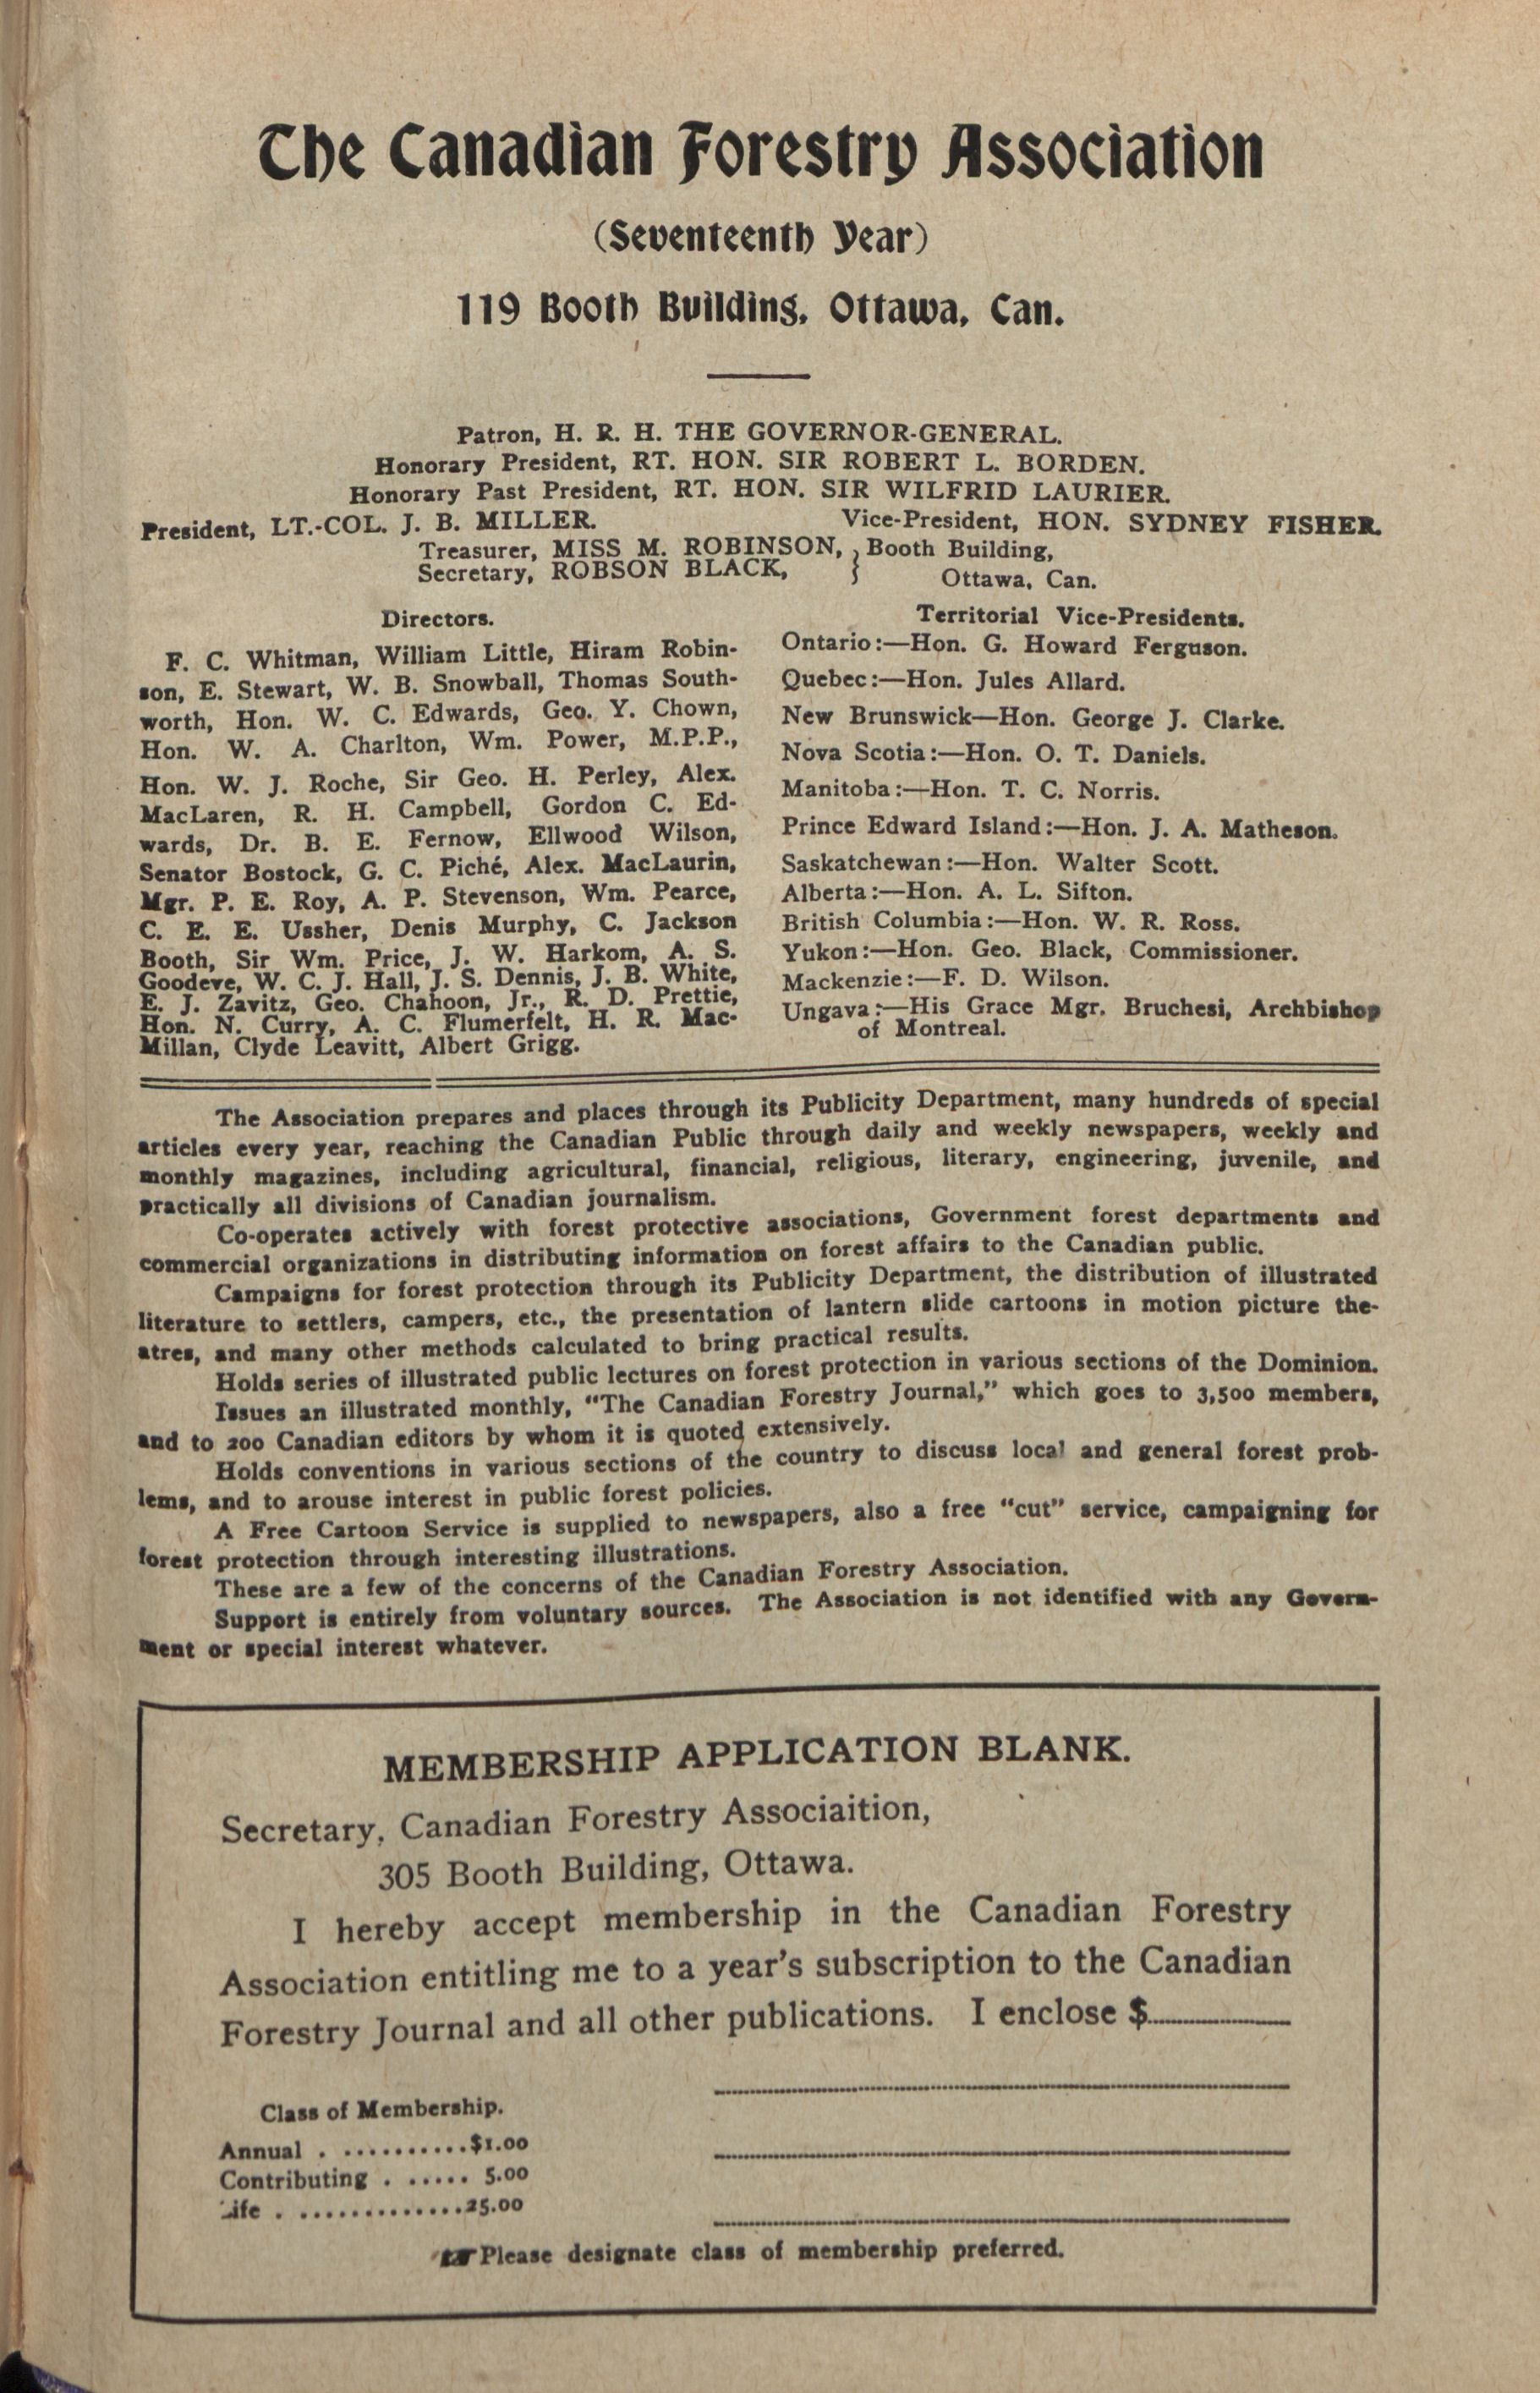 The Canadian Forestry Association
(Seventeenth Year)
119 Booth Building, Ottawa, Can.
Patron, H. R. H. THE GOVERNOR-GENERAL.
Honorary President, RT. HON. SIR ROBERT L. BORDEN.
Honorary Past President, RT. HON. SIR WILFRID LAURIER.
President, LT.-COL. J. B. MILLER. Vice-President, HON. SYDNEY FISHER.
Treasurer, MISS M. ROBINSON, } Booth Building,
Secretary, ROBSON BLACK, Ottawa, Can.
Directors.
F. C. Whitman, William Little, Hiram Robin-
son, E. Stewart, W. B. Snowball, Thomas South-
worth, Hon. W. C. Edwards, Geo. Y. Chown,
Hon. W. A. Charlton, Wm. Power, M.P.P.,
Hon. W. J. Roche, Sir Geo. H. Perley, Alex.
MacLaren, R. H. Campbell, Gordon C. Ed-
wards, Dr. B. E. Fernow, Ellwood Wilson,
Senator Bostock, G. C. Piché, Alex. MacLaurin,
Mgr. P. E. Roy, A. P. Stevenson, Wm. Pearce,
C. E. E. Ussher, Denis Murphy, C. Jackson
Booth, Sir Wm. Price, J. W. Harkom, A. S.
Goodeve, W. C. J. Hall, J. S. Dennis, J. B. White,
E. J. Zavitz, Geo. Chahoon, Jr., R. D. Prettie,
Hon. N. Curry, A. C. Flumerfelt, H. R. Mac-
Millan, Clyde Leavitt, Albert Grigg.
Territorial Vice-Presidents.
Ontario:—Hon. G. Howard Ferguson.
Quebec:—Hon. Jules Allard.
New Brunswick—Hon. George J. Clarke.
Nova Scotia:—Hon. O. T. Daniels.
Manitoba:—Hon. T. C. Norris.
Prince Edward Island:—Hon. J. A. Matheson.
Saskatchewan:—Hon. Walter Scott.
Alberta:—Hon. A. L. Sifton.
British Columbia:—Hon. W. R. Ross.
Yukon:—Hon. Geo. Black, Commissioner.
Mackenzie:—F. D. Wilson.
Ungava:—His Grace Mgr. Bruchesi, Archbishop
of Montreal.
The Association prepares and places through its Publicity Department, many hundreds of special
articles every year, reaching the Canadian Public through daily and weekly newspapers, weekly and
monthly magazines, including agricultural, financial, religious, literary, engineering, juvenile, and
practically all divisions of Canadian journalism.
Co-operates actively with forest protective associations, Government forest departments and
commercial organizations in distributing information on forest affairs to the Canadian public.
Campaigns for forest protection through its Publicity Department, the distribution of illustrated
literature to settlers, campers, etc., the presentation of lantern slide cartoons in motion picture the-
atres, and many other methods calculated to bring practical results.
Holds series of illustrated public lectures on forest protection in various sections of the Dominion.
Issues an illustrated monthly, "The Canadian Forestry Journal," which goes to 3,500 members,
and to 200 Canadian editors by whom it is quoted extensively.
Holds conventions in various sections of the country to discuss local and general forest prob-
lems, and to arouse interest in public forest policies.
A Free Cartoon Service is supplied to newspapers, also a free "cut" service, campaigning for
forest protection through interesting illustrations.
These are a few of the concerns of the Canadian Forestry Association.
Support is entirely from voluntary sources. The Association is not identified with any Govern-
ment or special interest whatever.
MEMBERSHIP APPLICATION BLANK.
Secretary, Canadian Forestry Associaition,
305 Booth Building, Ottawa.
I hereby accept membership in the Canadian Forestry
Association entitling me to a year's subscription to the Canadian
Forestry Journal and all other publications. I enclose $
Class of Membership.
Annual . ..........$1.00
Contributing . ..... 5.00
Life . .............25.00
☞Please designate class of membership preferred.